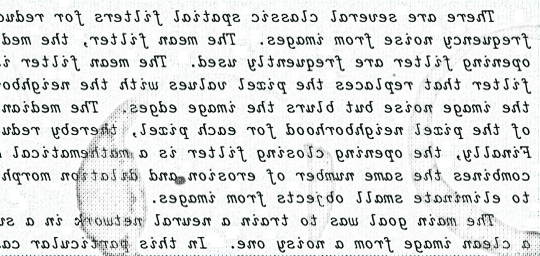 There are several classic spatial filters for reduc
frequency noise from images. The mean filter, the med
opening filter are frequently used. The mean filter i
filter that replaces the pixel values with the neighbor
the image noise but blurs the image edges. The median
of the pixel neighborhood for each pixel, thereby redu
Finally, the opening closing filter is a mathematical
combines the same number of erosion and dilation morph
to eliminate small objects from images.
The main goal was to train a neural network in a su
a clean image from a noisy one. In this particular ca